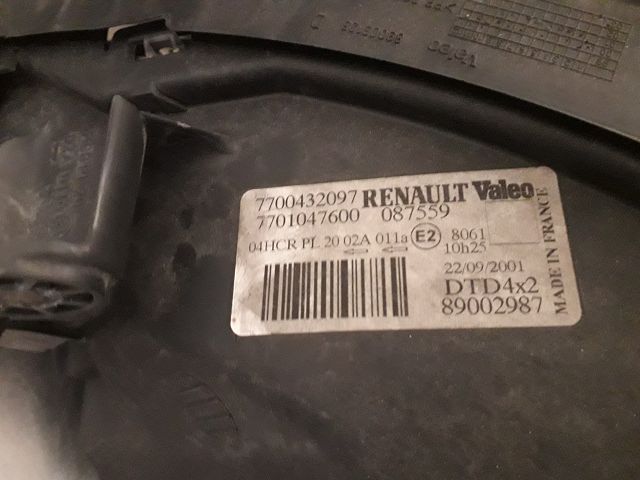 7700432097 RENAULT Valeo
7701047600 087559
04HCR PL 20 02A 011a E2 8061
10h25
22/09/2001
DTD4x2
89002987
MADE IN FRANCE